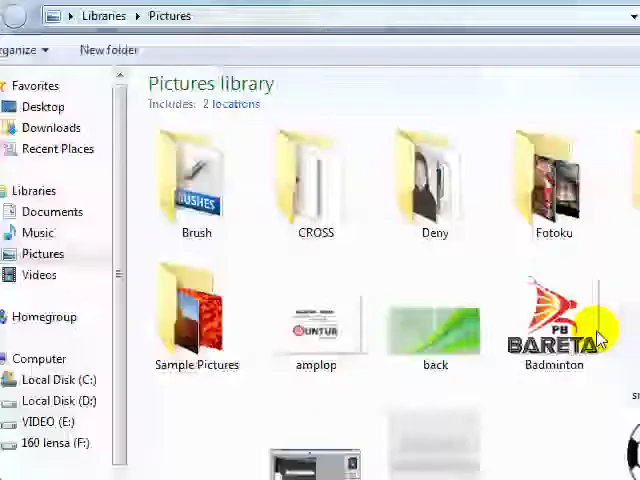 Libraries Pictures
rganize New folder
Pictures library
Includes: 2 locations
Favorites
Desktop
Downloads
Recent Places
Libraries
Documents
Music
Pictures
Videos
Homegroup
Computer
Local Disk (C:)
Local Disk (D:)
VIDEO (E:)
160 lensa (F:)
BUSHES
Brush CROSS Deny Fotoku
GUNTUR
PB
BARETA
Sample Pictures amplop back Badminton